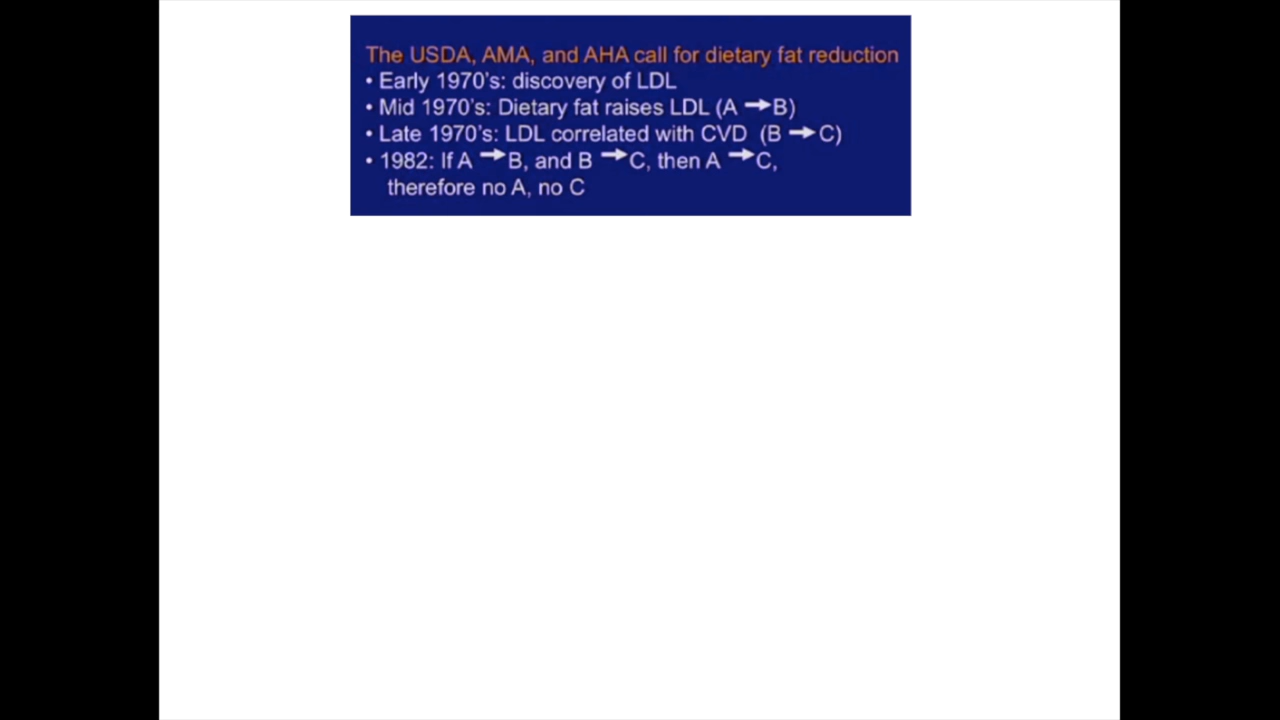 The USDA, AMA, and AHA call for dietary fat reduction
• Early 1970's: discovery of LDL
• Mid 1970's: Dietary fat raises LDL (A →B)
• Late 1970's: LDL correlated with CVD (B →C)
• 1982: If A →B, and B →C, then A →C,
therefore no A, no C